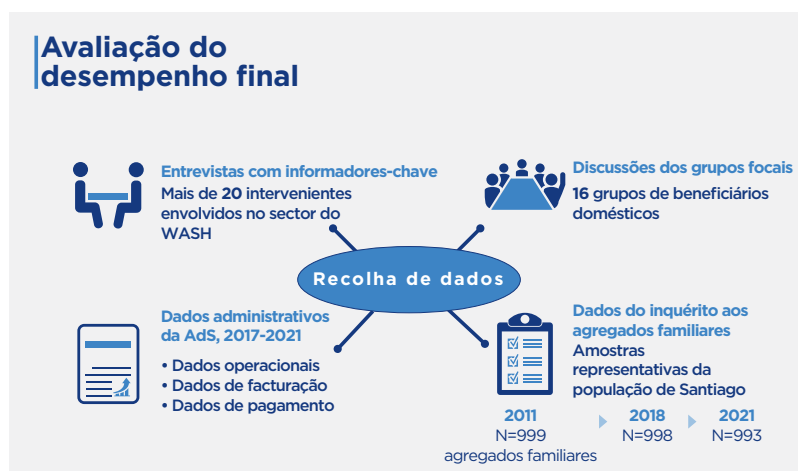 Avaliação do
desempenho final
Entrevistas com informadores-chave
Mais de 20 intervenientes
envolvidos no sector do
WASH
Discussões dos grupos focais
16 grupos de beneficiários
domésticos
Recolha de dados
Dados administrativos
da AdS, 2017-2021
• Dados operacionais
• Dados de facturação
• Dados de pagamento
Dados do inquérito aos
agregados familiares
Amostras
representativas da
população de Santiago
2011
N=999
agregados familiares
2018
N=998
2021
N=993